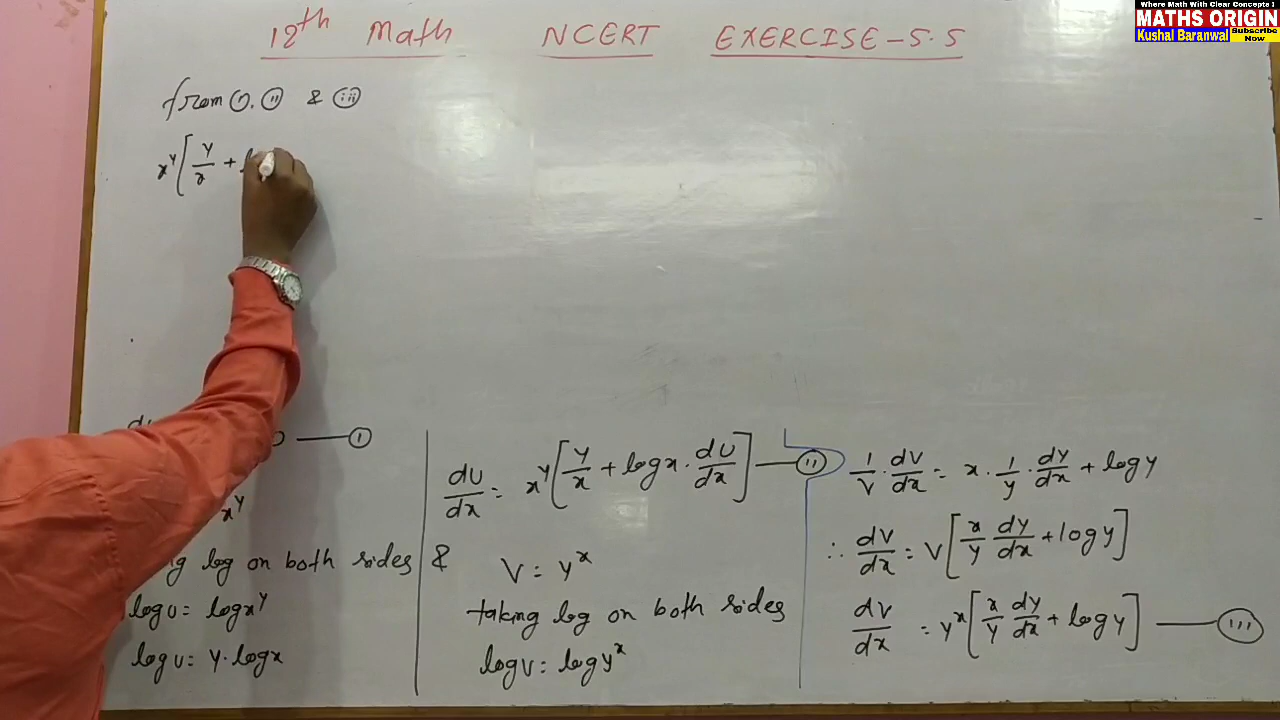 Where Math With Clear Concepts !
MATHS ORIGIN
Kushal Baranwal Subscribe Now
12th Math NCERT EXERCISE-5.5
from (i), (ii) & (iii)
x^y [ y/x +
—— (i)
x^y
log on both sides
log u = log x^y
log u = y·log x
du/dx = x^y [ y/x + log x · du/dx ] —— (ii)
& v = y^x
taking log on both sides
log v = log y^x
1/v · dv/dx = x · 1/y · dy/dx + log y
∴ dv/dx = v [ x/y dy/dx + log y ]
dv/dx = y^x [ x/y dy/dx + log y ] —— (iii)